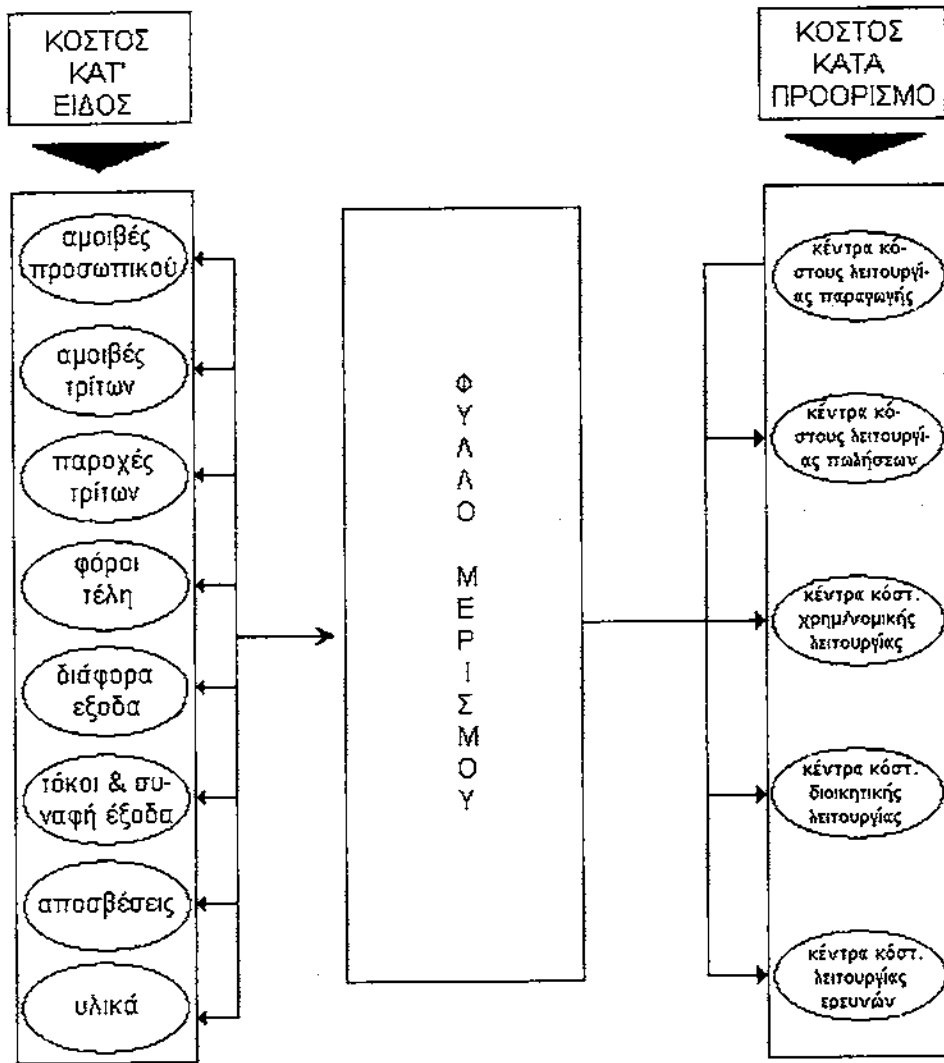 ΚΟΣΤΟΣ
ΚΑΤ'
ΕΙΔΟΣ
αμοιβές
προσωπικού
αμοιβές
τρίτων
παροχές
τρίτων
φόροι
τέλη
διάφορα
εξοδα
τόκοι & συ-
ναφή έξοδα
αποσβέσεις
υλικά
Φ
Υ
Λ
Λ
Ο
Μ
Ε
Ρ
Ι
Σ
Μ
Ο
Υ
ΚΟΣΤΟΣ
ΚΑΤΑ
ΠΡΟΟΡΙΣΜΟ
κέντρα κό-
στους λειτουργί-
ας παραγωγής
κέντρα κό-
στους λειτουργί-
ας πωλήσεων
κέντρα κόστ.
χρημ/νομικής
λειτουργίας
κέντρα κόστ.
διοικητικής
λειτουργίας
κέντρα κόστ.
λειτουργίας
ερευνών